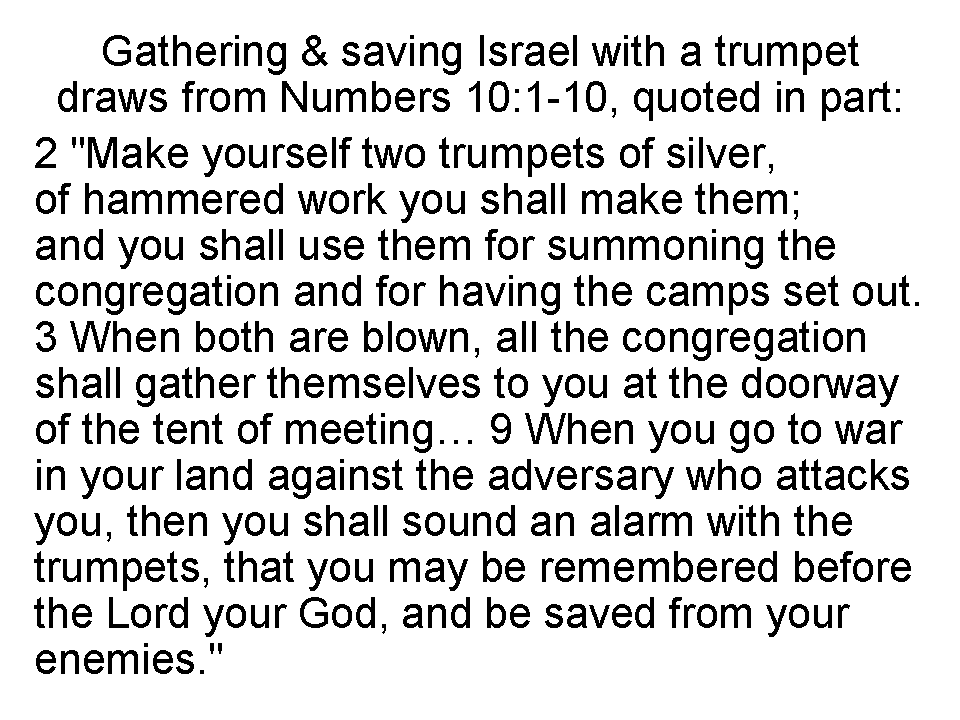 Gathering & saving Israel with a trumpet
draws from Numbers 10:1-10, quoted in part:
2 "Make yourself two trumpets of silver,
of hammered work you shall make them;
and you shall use them for summoning the
congregation and for having the camps set out.
3 When both are blown, all the congregation
shall gather themselves to you at the doorway
of the tent of meeting… 9 When you go to war
in your land against the adversary who attacks
you, then you shall sound an alarm with the
trumpets, that you may be remembered before
the Lord your God, and be saved from your
enemies."